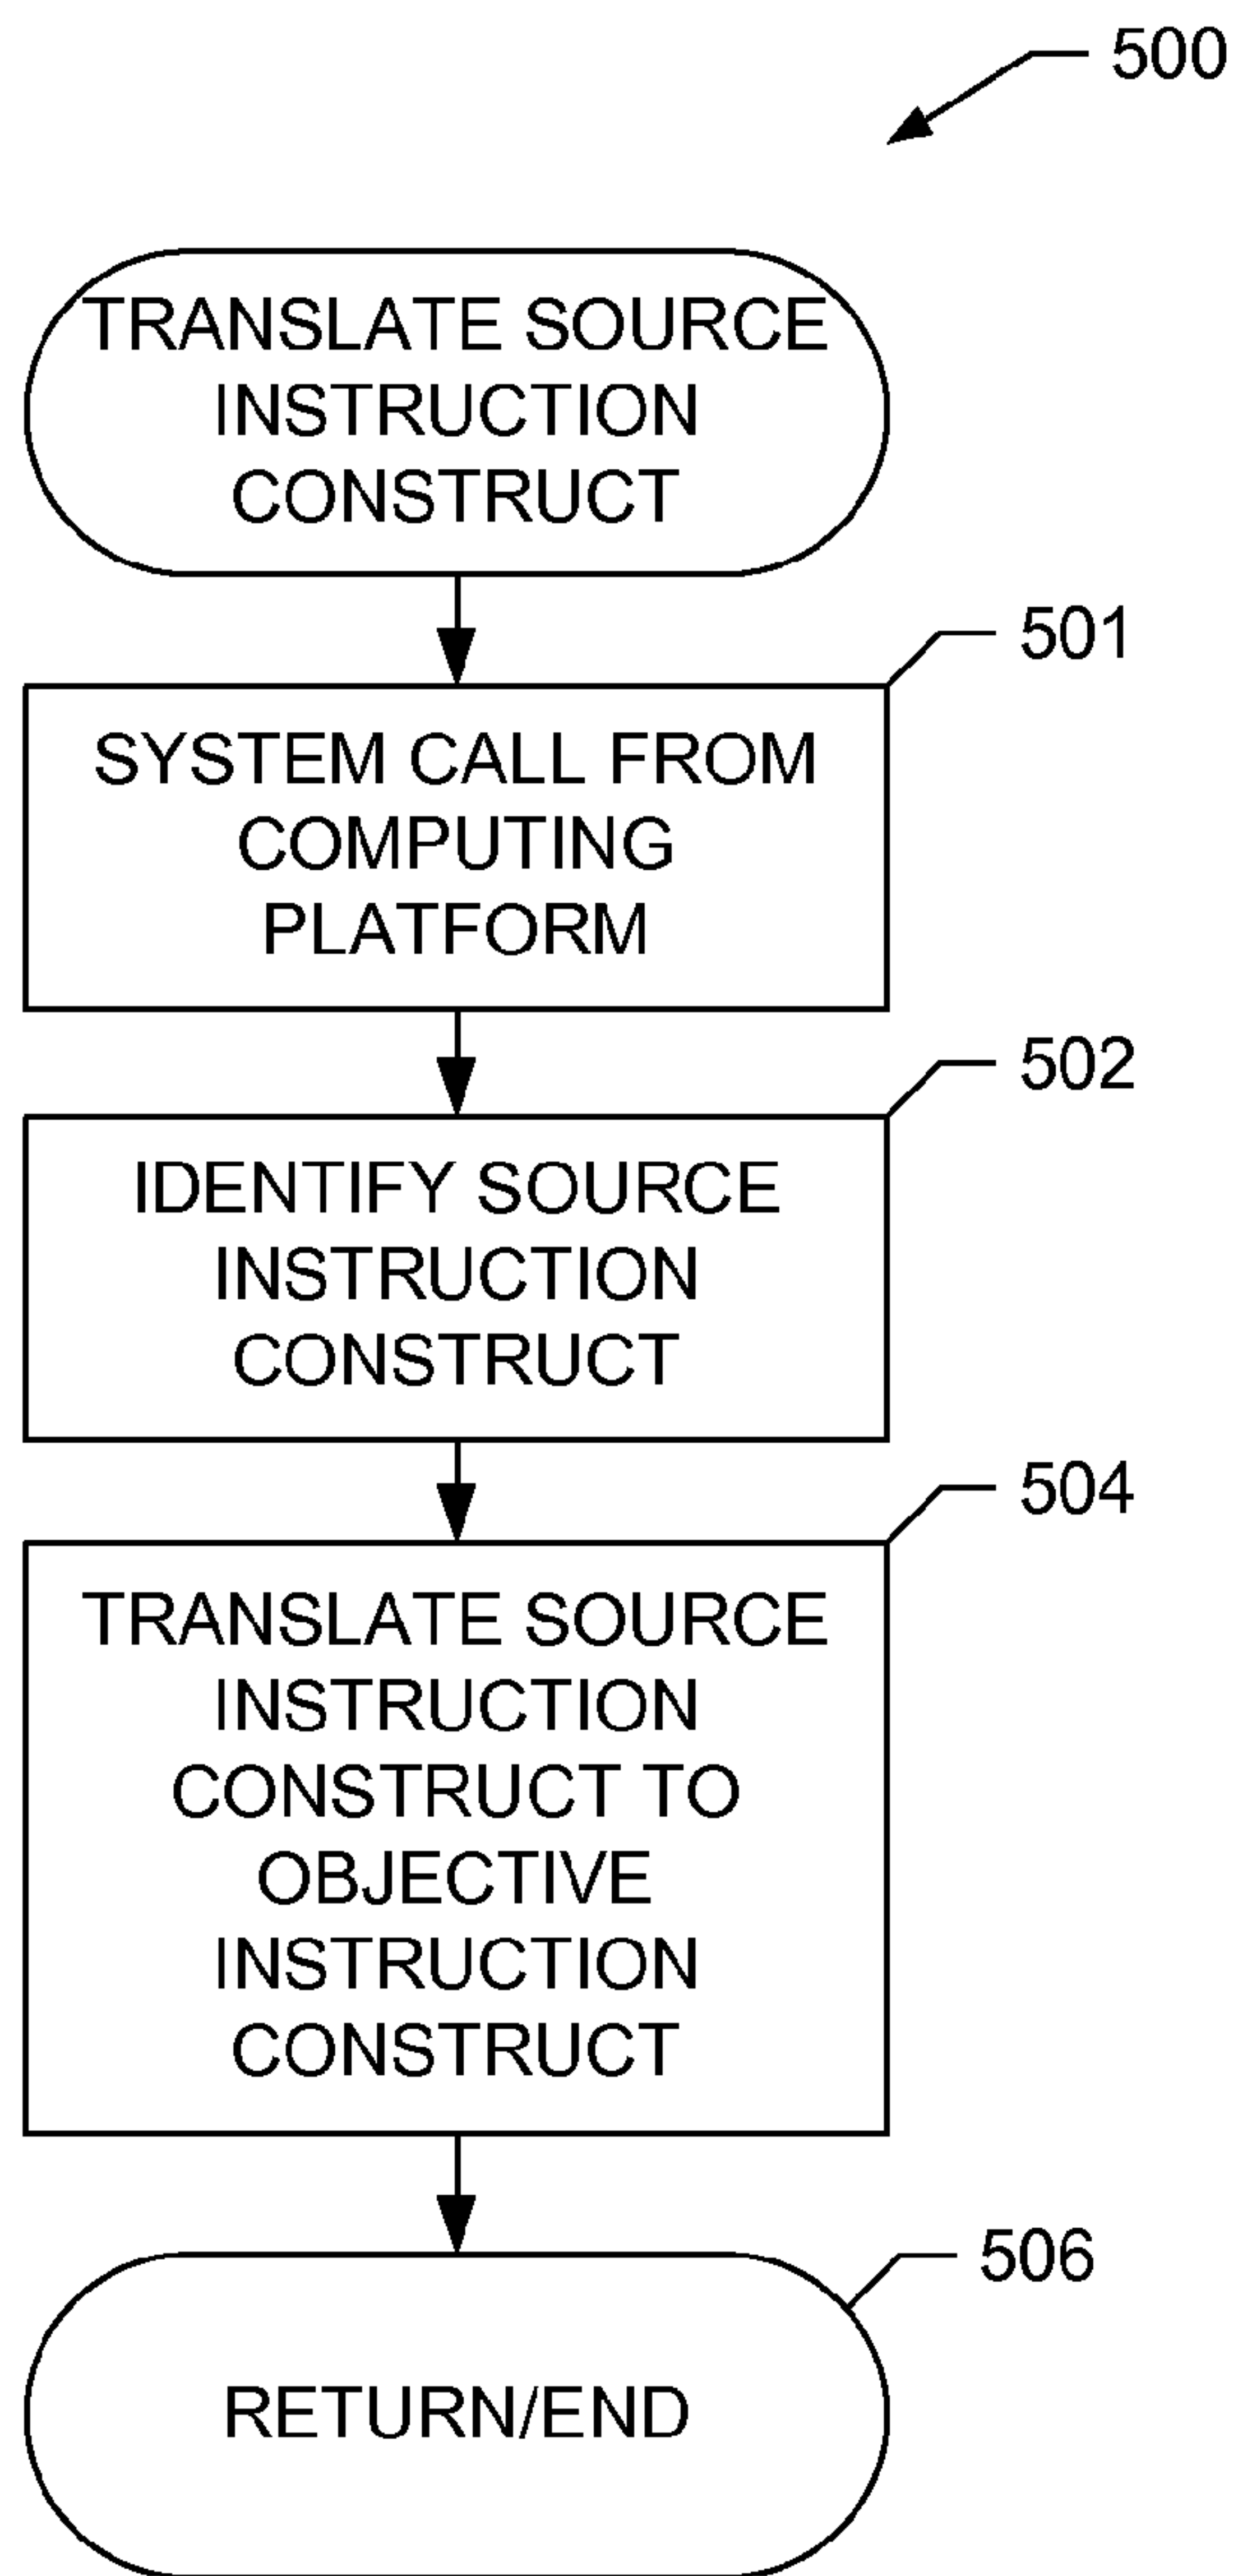 500
TRANSLATE SOURCE
INSTRUCTION
CONSTRUCT
501
SYSTEM CALL FROM
COMPUTING
PLATFORM
502
IDENTIFY SOURCE
INSTRUCTION
CONSTRUCT
504
TRANSLATE SOURCE
INSTRUCTION
CONSTRUCT TO
OBJECTIVE
INSTRUCTION
CONSTRUCT
506
RETURN/END